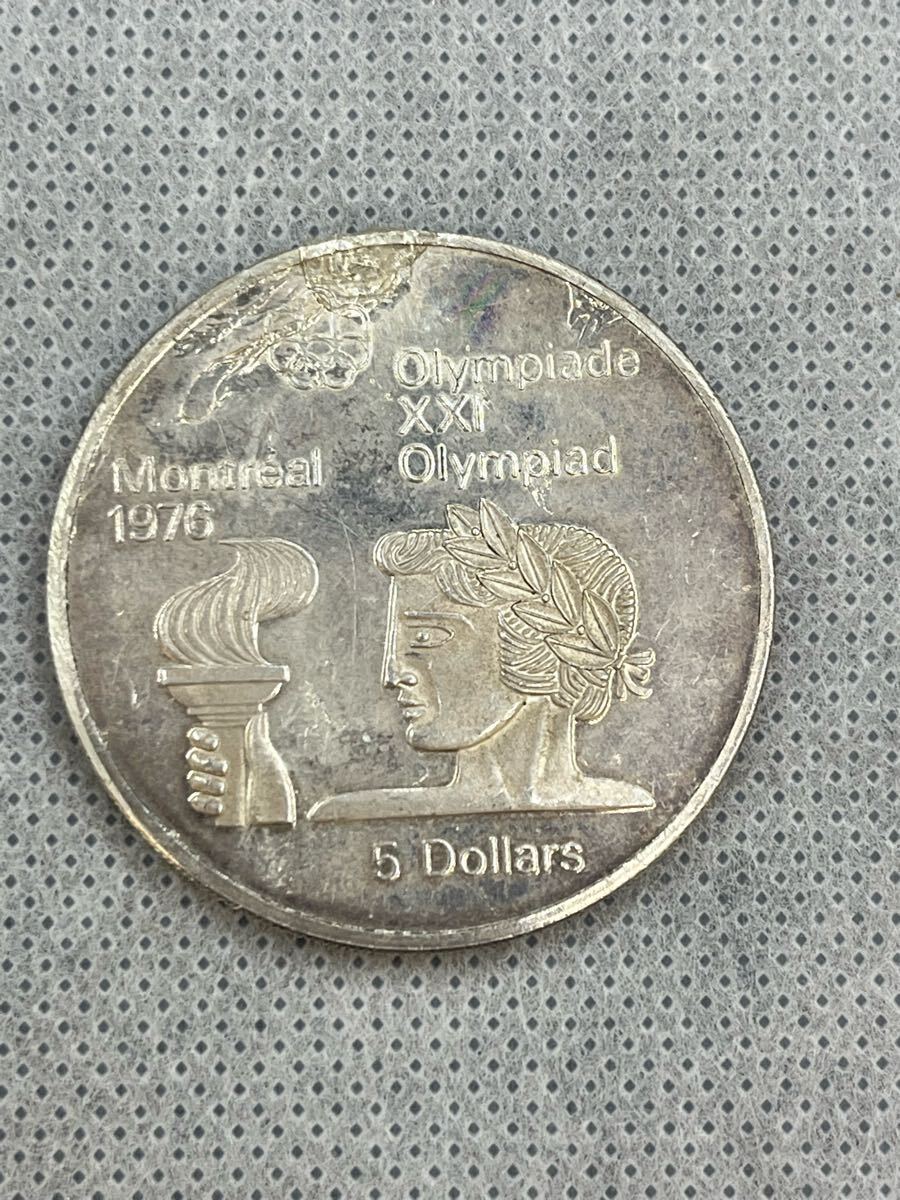 Olympiade
XXI
Olympiad
Montréal
1976
5 Dollars